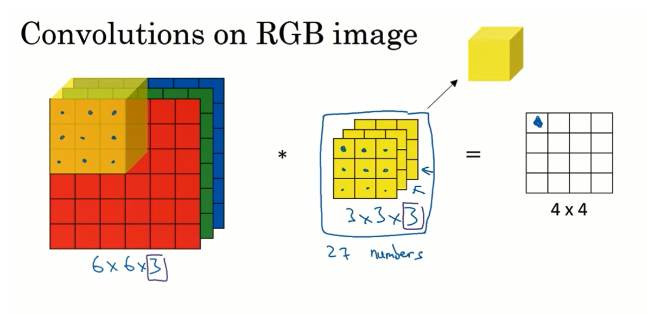 Convolutions on RGB image
*
=
3 x 3 x 3
4 x 4
27 numbers
6 x 6 x 3